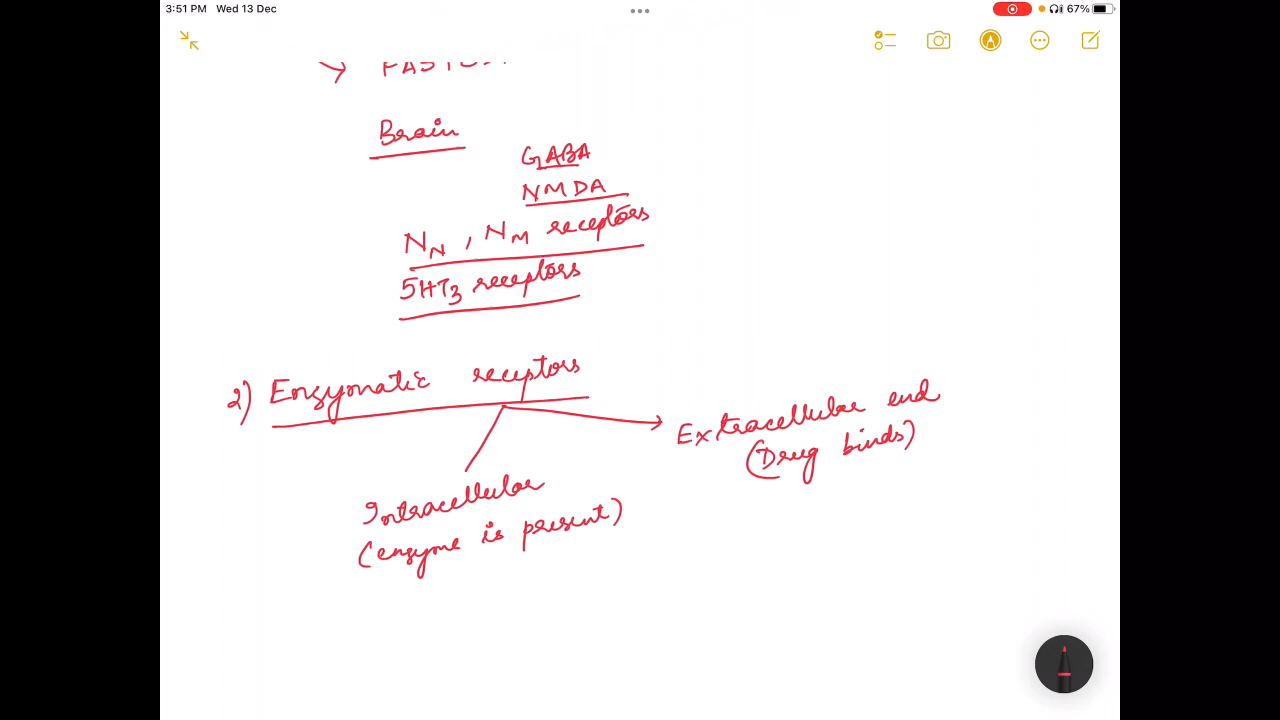 3:51 PM Wed 13 Dec
67%
Brain
GABA
NMDA
NN, NM receptors
5HT3 receptors
2) Enzymatic receptors
Extracellular end
(Drug binds)
Intracellular
(enzyme is present)